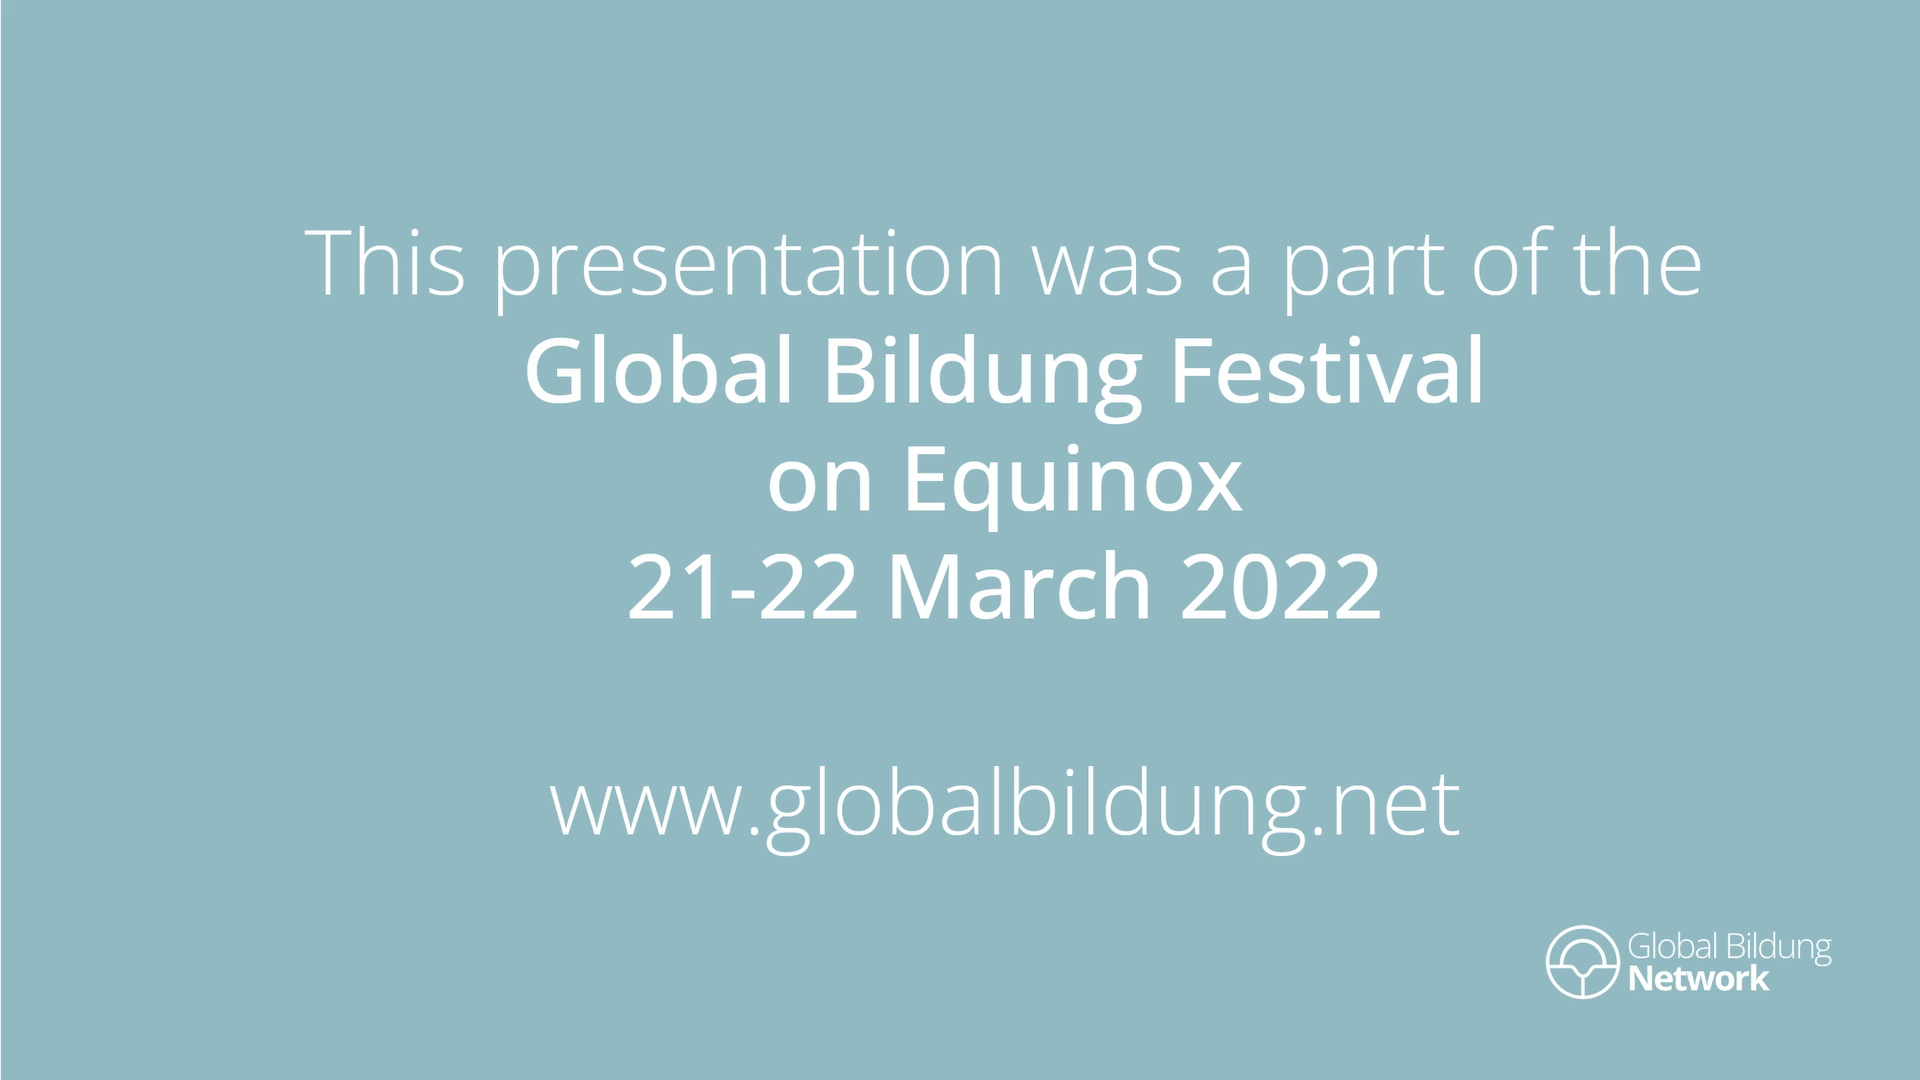 This presentation was a part of the
Global Bildung Festival
on Equinox
21-22 March 2022
www.globalbildung.net
Global Bildung
Network